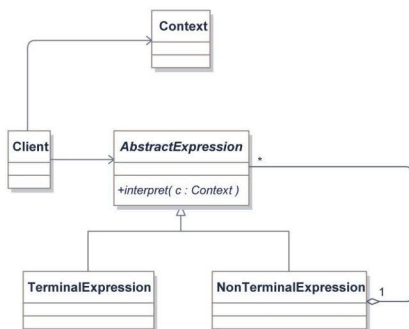 Context
Client
AbstractExpression
*
+interpret( c : Context )
TerminalExpression
NonTerminalExpression
1